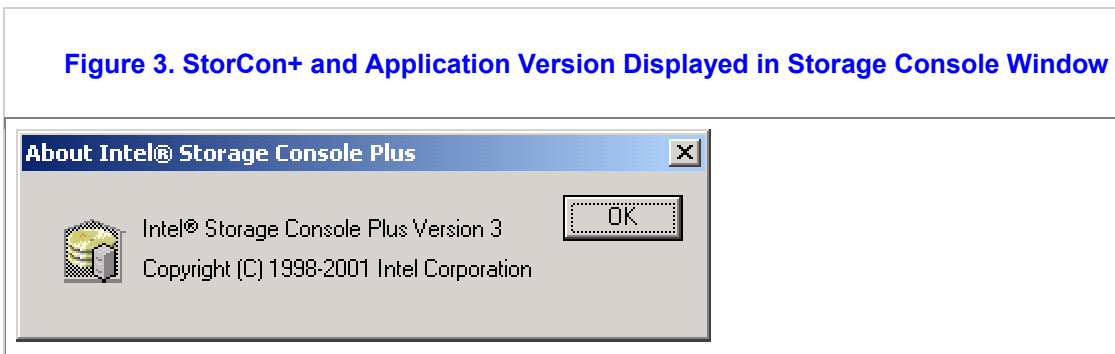 Figure 3. StorCon+ and Application Version Displayed in Storage Console Window
About Intel® Storage Console Plus
OK
Intel® Storage Console Plus Version 3
Copyright (C) 1998-2001 Intel Corporation